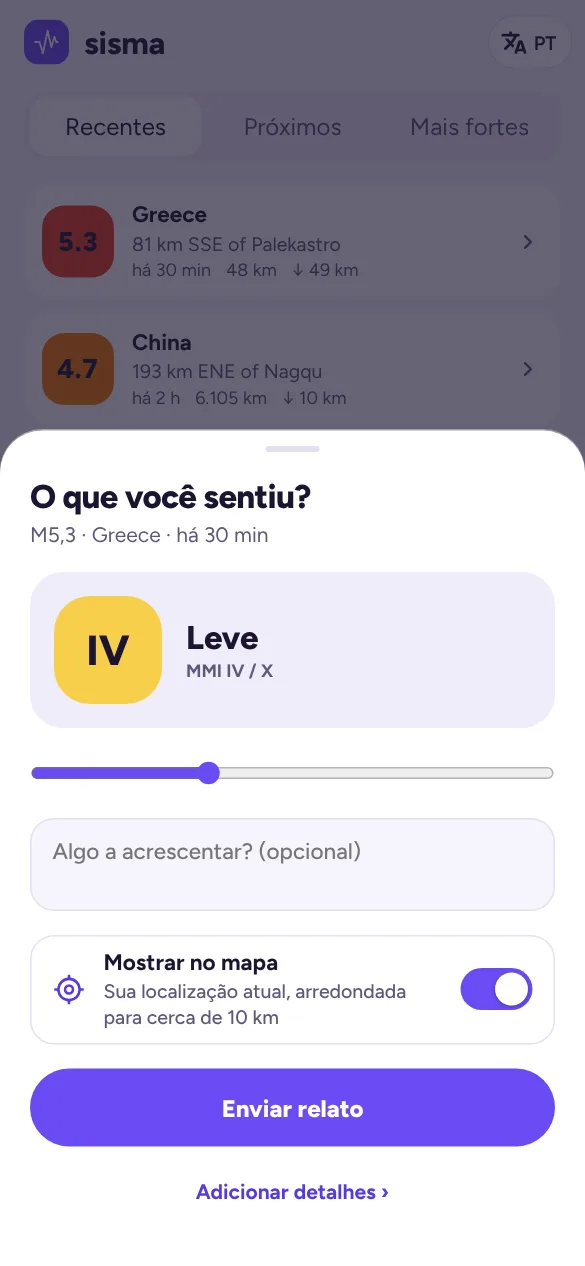 sisma
PT
Recentes
Próximos
Mais fortes
5.3
Greece
81 km SSE of Palekastro
há 30 min 48 km ↓ 49 km
4.7
China
193 km ENE of Nagqu
há 2 h 6.105 km ↓ 10 km
O que você sentiu?
M5,3 · Greece · há 30 min
IV
Leve
MMI IV / X
Algo a acrescentar? (opcional)
Mostrar no mapa
Sua localização atual, arredondada
para cerca de 10 km
Enviar relato
Adicionar detalhes ›